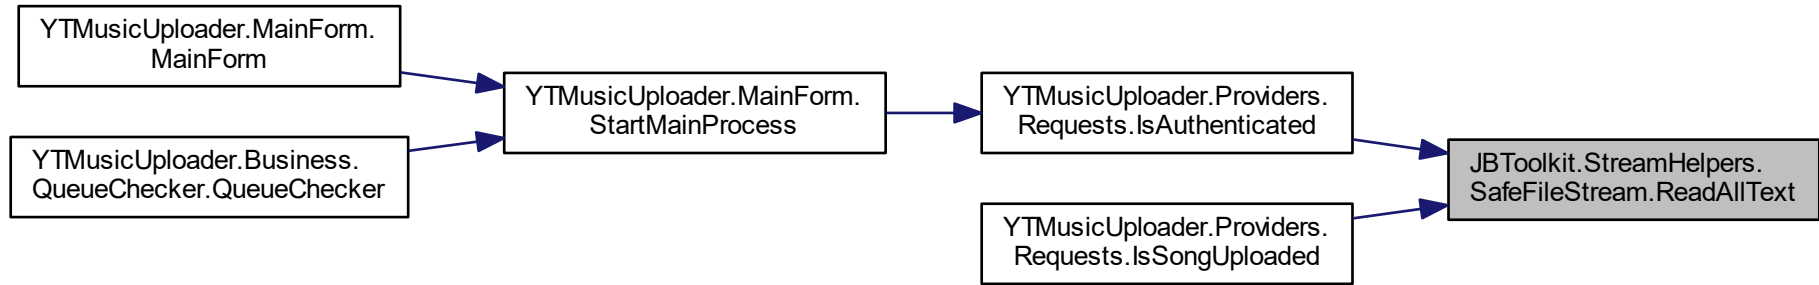 YTMusicUploader.MainForm.
MainForm
YTMusicUploader.Business.
QueueChecker.QueueChecker
YTMusicUploader.MainForm.
StartMainProcess
YTMusicUploader.Providers.
Requests.IsAuthenticated
YTMusicUploader.Providers.
Requests.IsSongUploaded
JBToolkit.StreamHelpers.
SafeFileStream.ReadAllText